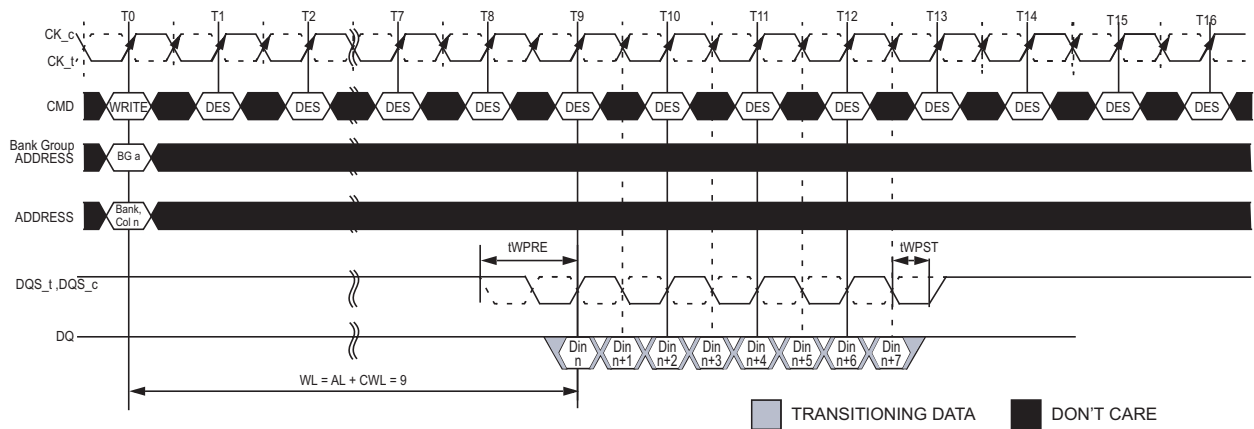 T0 T1 T2 T7 T8 T9 T10 T11 T12 T13 T14 T15 T16
CK_c
CK_t
CMD WRITE DES DES DES DES DES DES DES DES DES DES DES DES
Bank Group
ADDRESS
BG a
ADDRESS
Bank,
Col n
tWPRE tWPST
DQS_t ,DQS_c
DQ
Din
n
Din
n+1
Din
n+2
Din
n+3
Din
n+4
Din
n+5
Din
n+6
Din
n+7
WL = AL + CWL = 9
TRANSITIONING DATA DON'T CARE